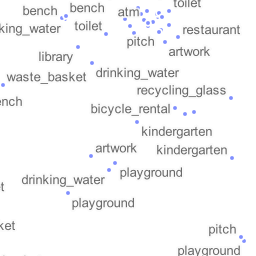 bench
bench
atm
toilet
king_water
toilet
restaurant
pitch
artwork
library
drinking_water
waste_basket
recycling_glass
ench
bicycle_rental
kindergarten
artwork
kindergarten
drinking_water
playground
et
playground
ket
pitch
playground